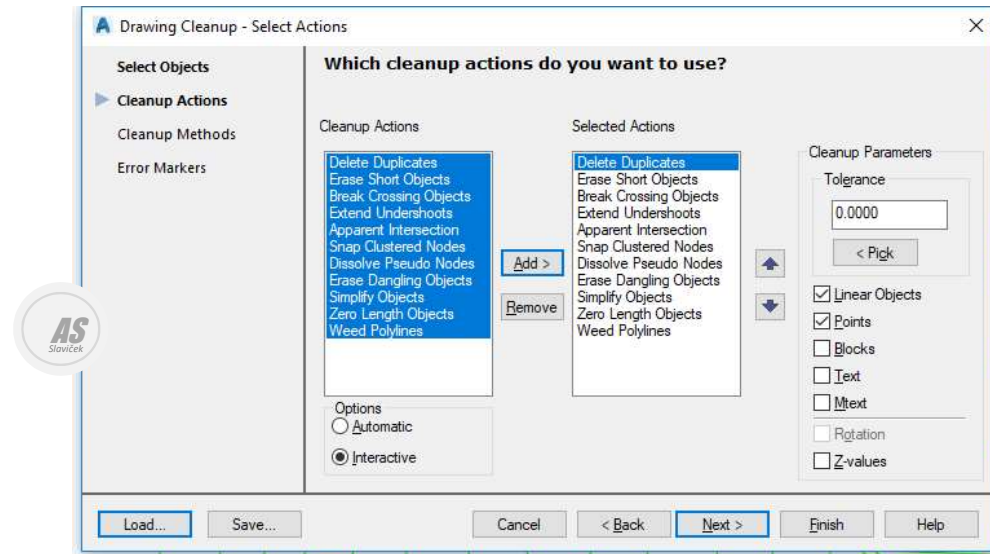 Drawing Cleanup - Select Actions
Select Objects
Cleanup Actions
Cleanup Methods
Error Markers
Which cleanup actions do you want to use?
Cleanup Actions
Delete Duplicates
Erase Short Objects
Break Crossing Objects
Extend Undershoots
Apparent Intersection
Snap Clustered Nodes
Dissolve Pseudo Nodes
Erase Dangling Objects
Simplify Objects
Zero Length Objects
Weed Polylines
Options
Automatic
Interactive
Add >
Remove
Selected Actions
Delete Duplicates
Erase Short Objects
Break Crossing Objects
Extend Undershoots
Apparent Intersection
Snap Clustered Nodes
Dissolve Pseudo Nodes
Erase Dangling Objects
Simplify Objects
Zero Length Objects
Weed Polylines
Cleanup Parameters
Tolerance
0.0000
< Pick
Linear Objects
Points
Blocks
Text
Mtext
Rotation
Z-values
Load...
Save...
Cancel
< Back
Next >
Finish
Help
AS
Slaviček